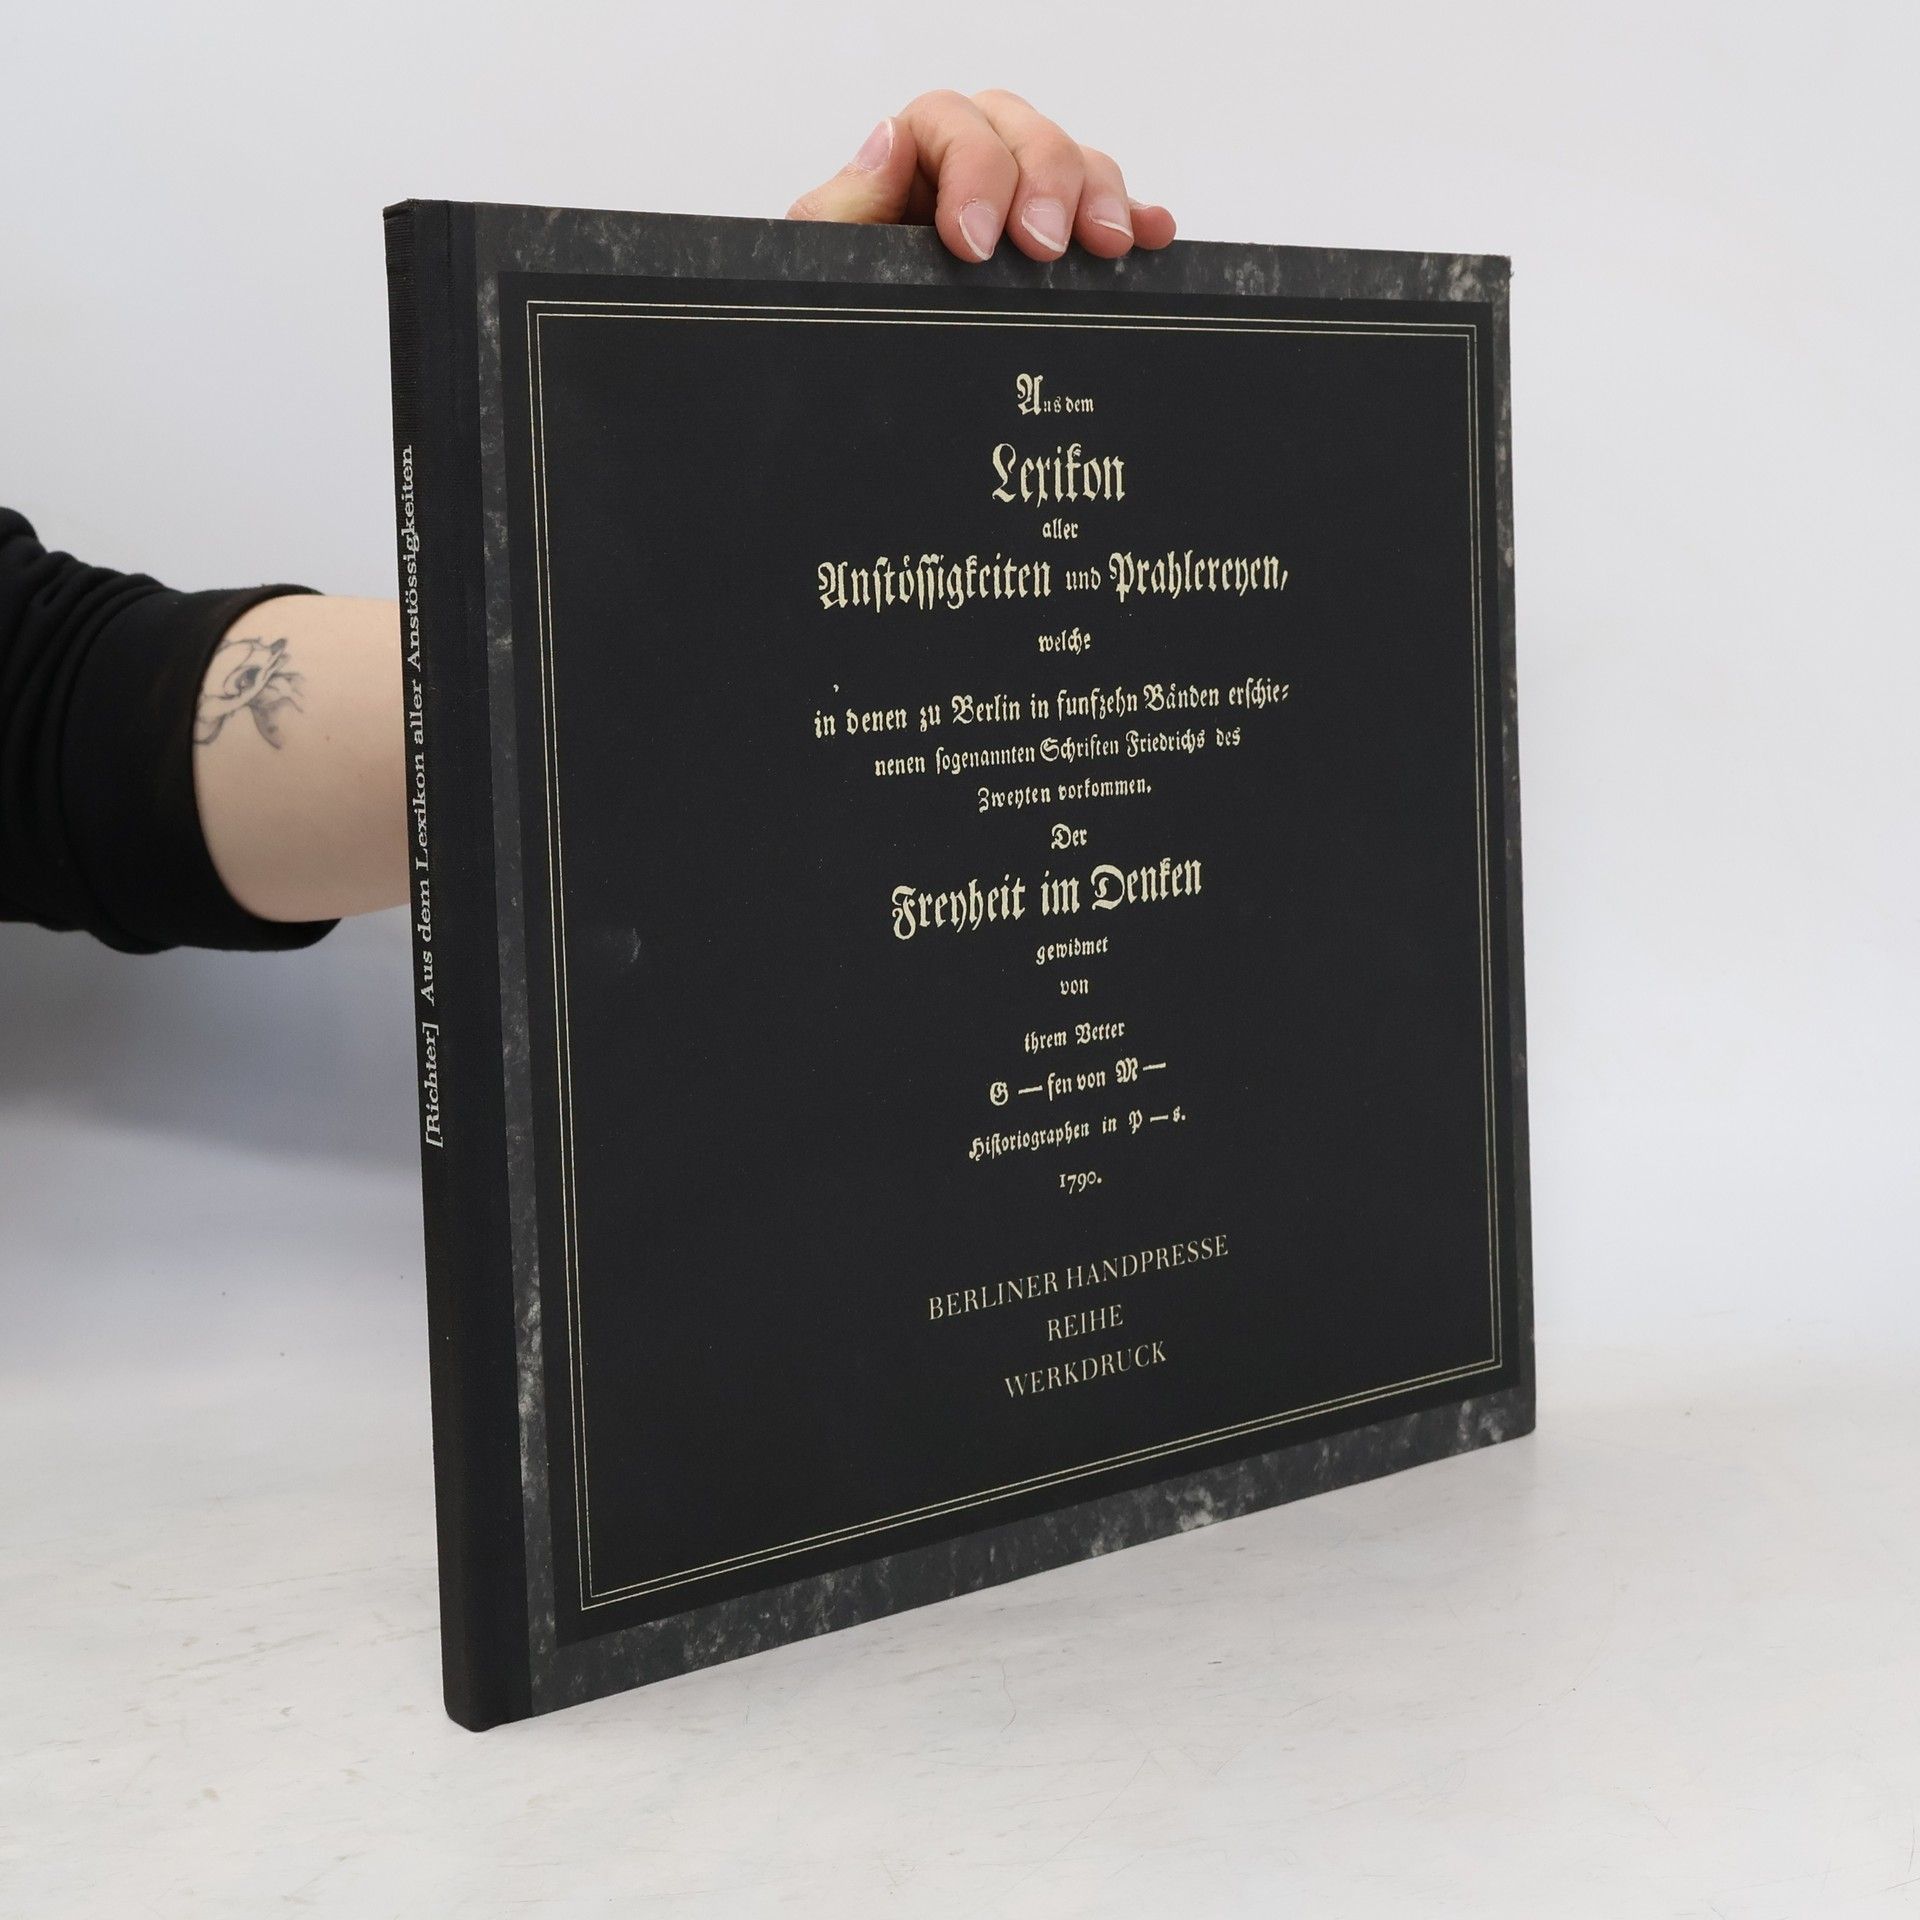 [Richter] Aus dem Lexikon aller Anstössigkeiten
Aus dem
Lexikon
aller
Anstössigkeiten und Prahlereyen,
welche
in denen zu Berlin in funfzehn Bänden erschie-
nenen sogenannten Schriften Friedrichs des
Zweyten vorkommen.
Der
Freyheit im Denken
gewidmet
von
ihrem Vetter
G — fen von M —
Historiographen in P — s.
1790.
BERLINER HANDPRESSE
REIHE
WERKDRUCK